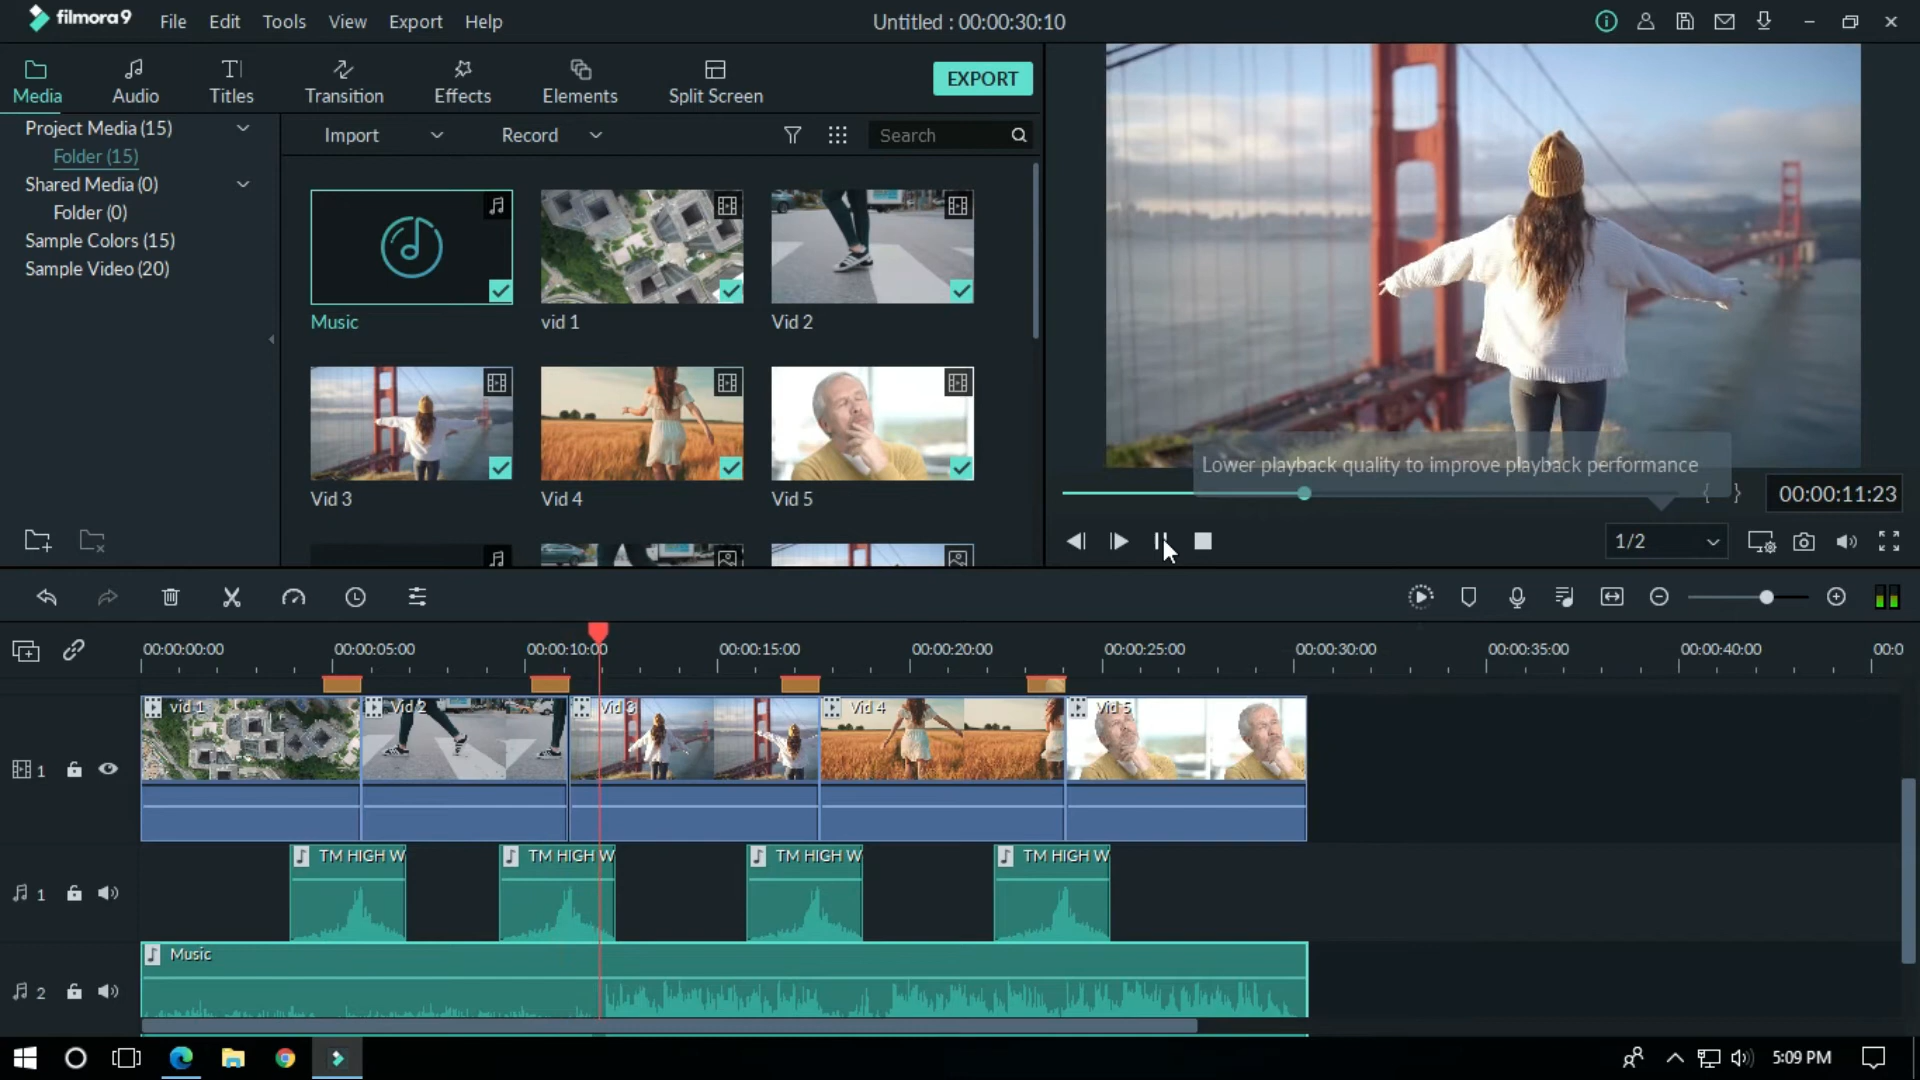 filmora9 File Edit Tools View Export Help Untitled : 00:00:30:10
Media Audio Titles Transition Effects Elements Split Screen EXPORT
Project Media (15)
Folder (15)
Shared Media (0)
Folder (0)
Sample Colors (15)
Sample Video (20)
Import Record Search
Music vid 1 Vid 2
Vid 3 Vid 4 Vid 5
Lower playback quality to improve playback performance
00:00:11:23
1/2
00:00:00:00 00:00:05:00 00:00:10:00 00:00:15:00 00:00:20:00 00:00:25:00 00:00:30:00 00:00:35:00 00:00:40:00 00:0
vid 1 Vid 2 Vid 3 Vid 4 Vid 5
1
TM HIGH W TM HIGH W TM HIGH W TM HIGH W
1
Music
2
5:09 PM